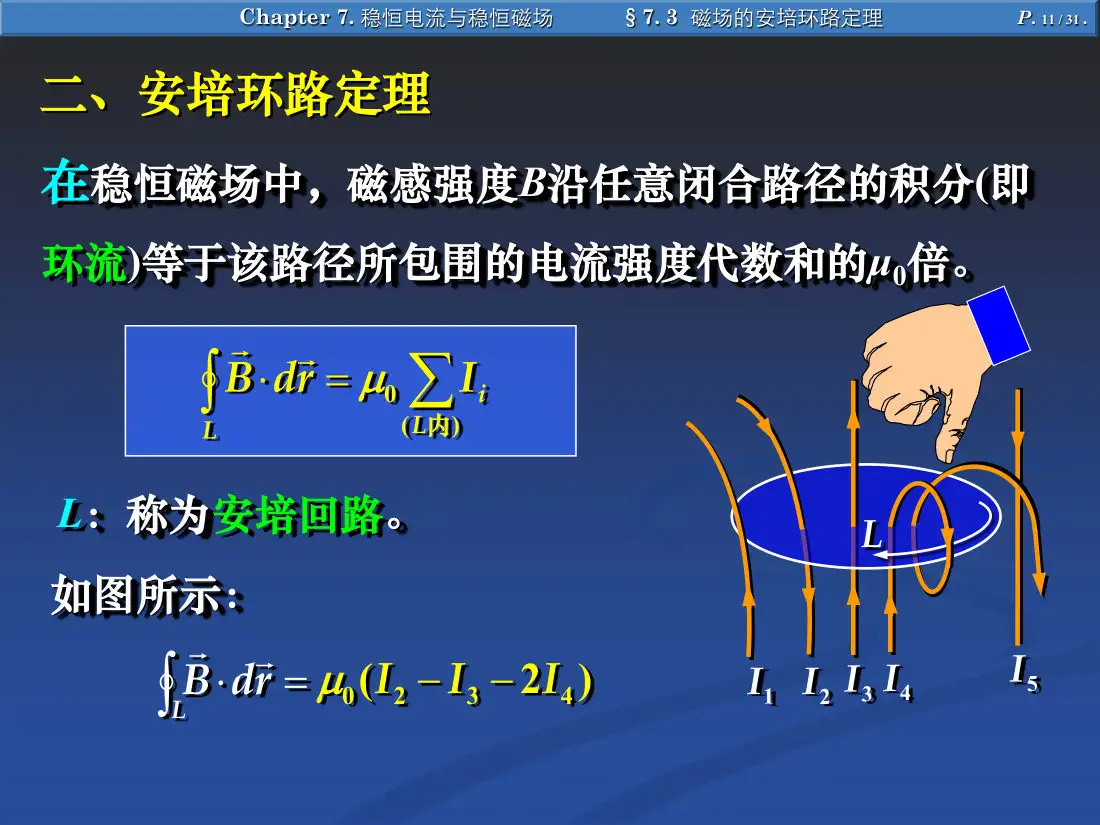 Chapter 7. 稳恒电流与稳恒磁场 § 7. 3 磁场的安培环路定理 P. 11 / 31 .
二、安培环路定理
在稳恒磁场中，磁感强度B沿任意闭合路径的积分(即
环流)等于该路径所包围的电流强度代数和的μ₀倍。
∮_L B⃗ · dr⃗ = μ₀ ∑_(L内) I_i
L：称为安培回路。
如图所示：
∮_L B⃗ · dr⃗ = μ₀ (I₂ − I₃ − 2I₄)
L
I₁ I₂ I₃ I₄ I₅